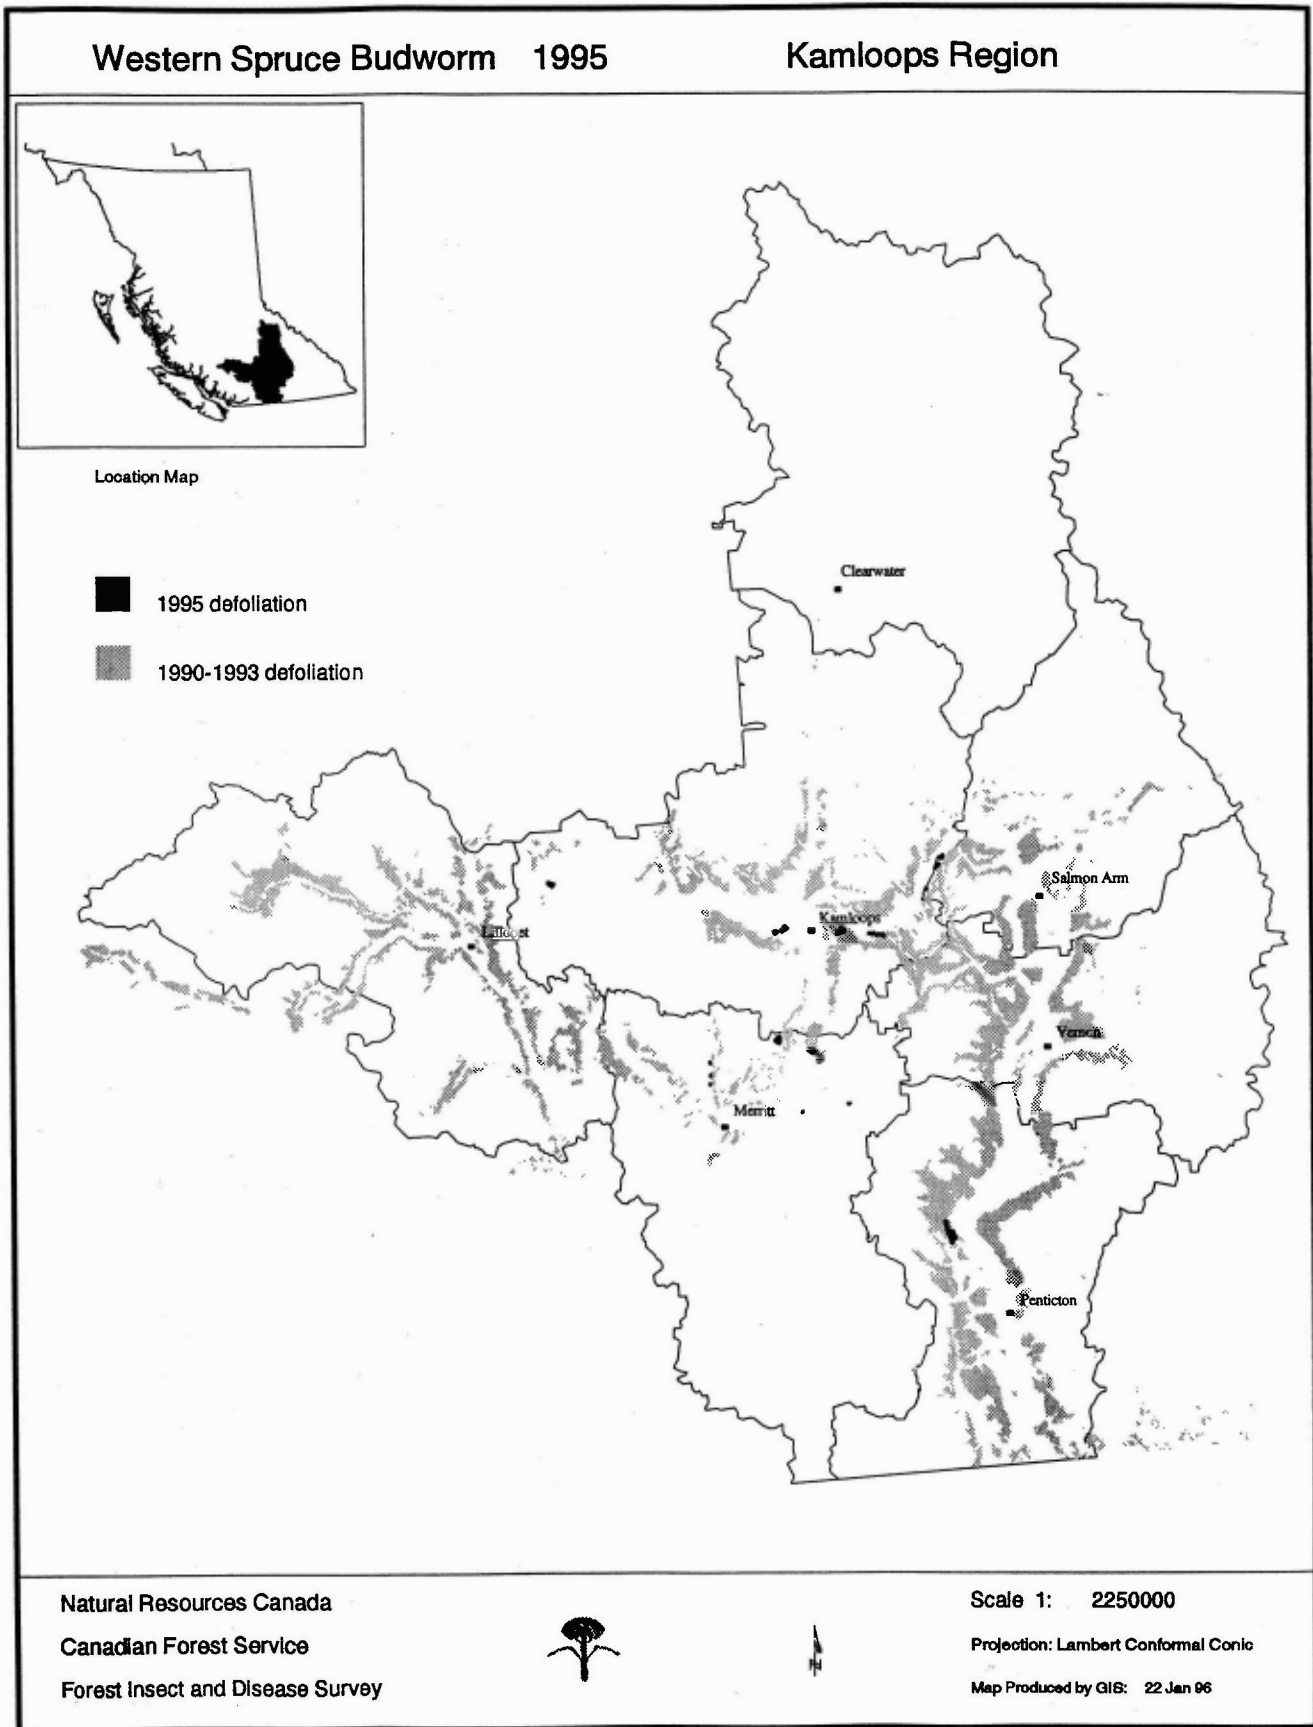 Western Spruce Budworm 1995 Kamloops Region
Location Map
1995 defoliation
1990-1993 defoliation
Clearwater
Salmon Arm
Kamloops
Lillooet
Vernon
Merritt
Penticton
Natural Resources Canada
Canadian Forest Service
Forest Insect and Disease Survey
N
Scale 1: 2250000
Projection: Lambert Conformal Conic
Map Produced by GIS: 22 Jan 96